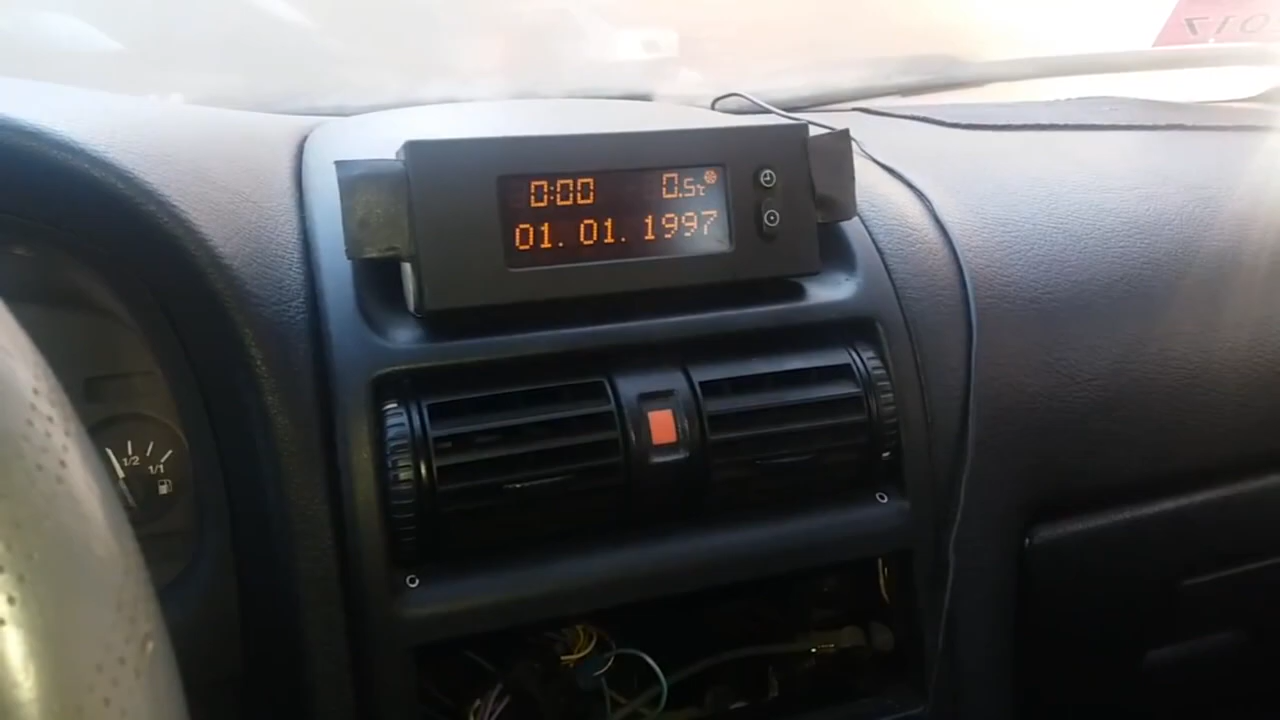 0:00 0.5℃
01. 01. 1997
1/2
1/1